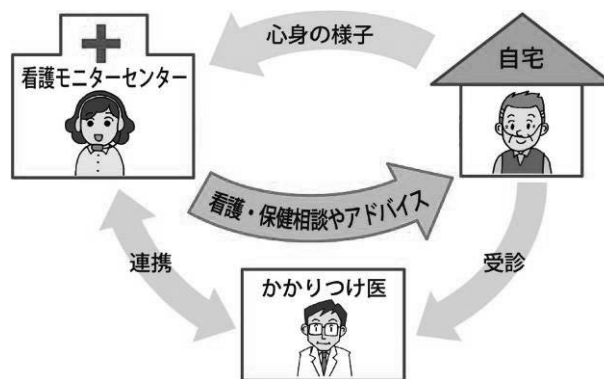 心身の様子
看護モニターセンター
自宅
看護・保健相談やアドバイス
連携
受診
かかりつけ医